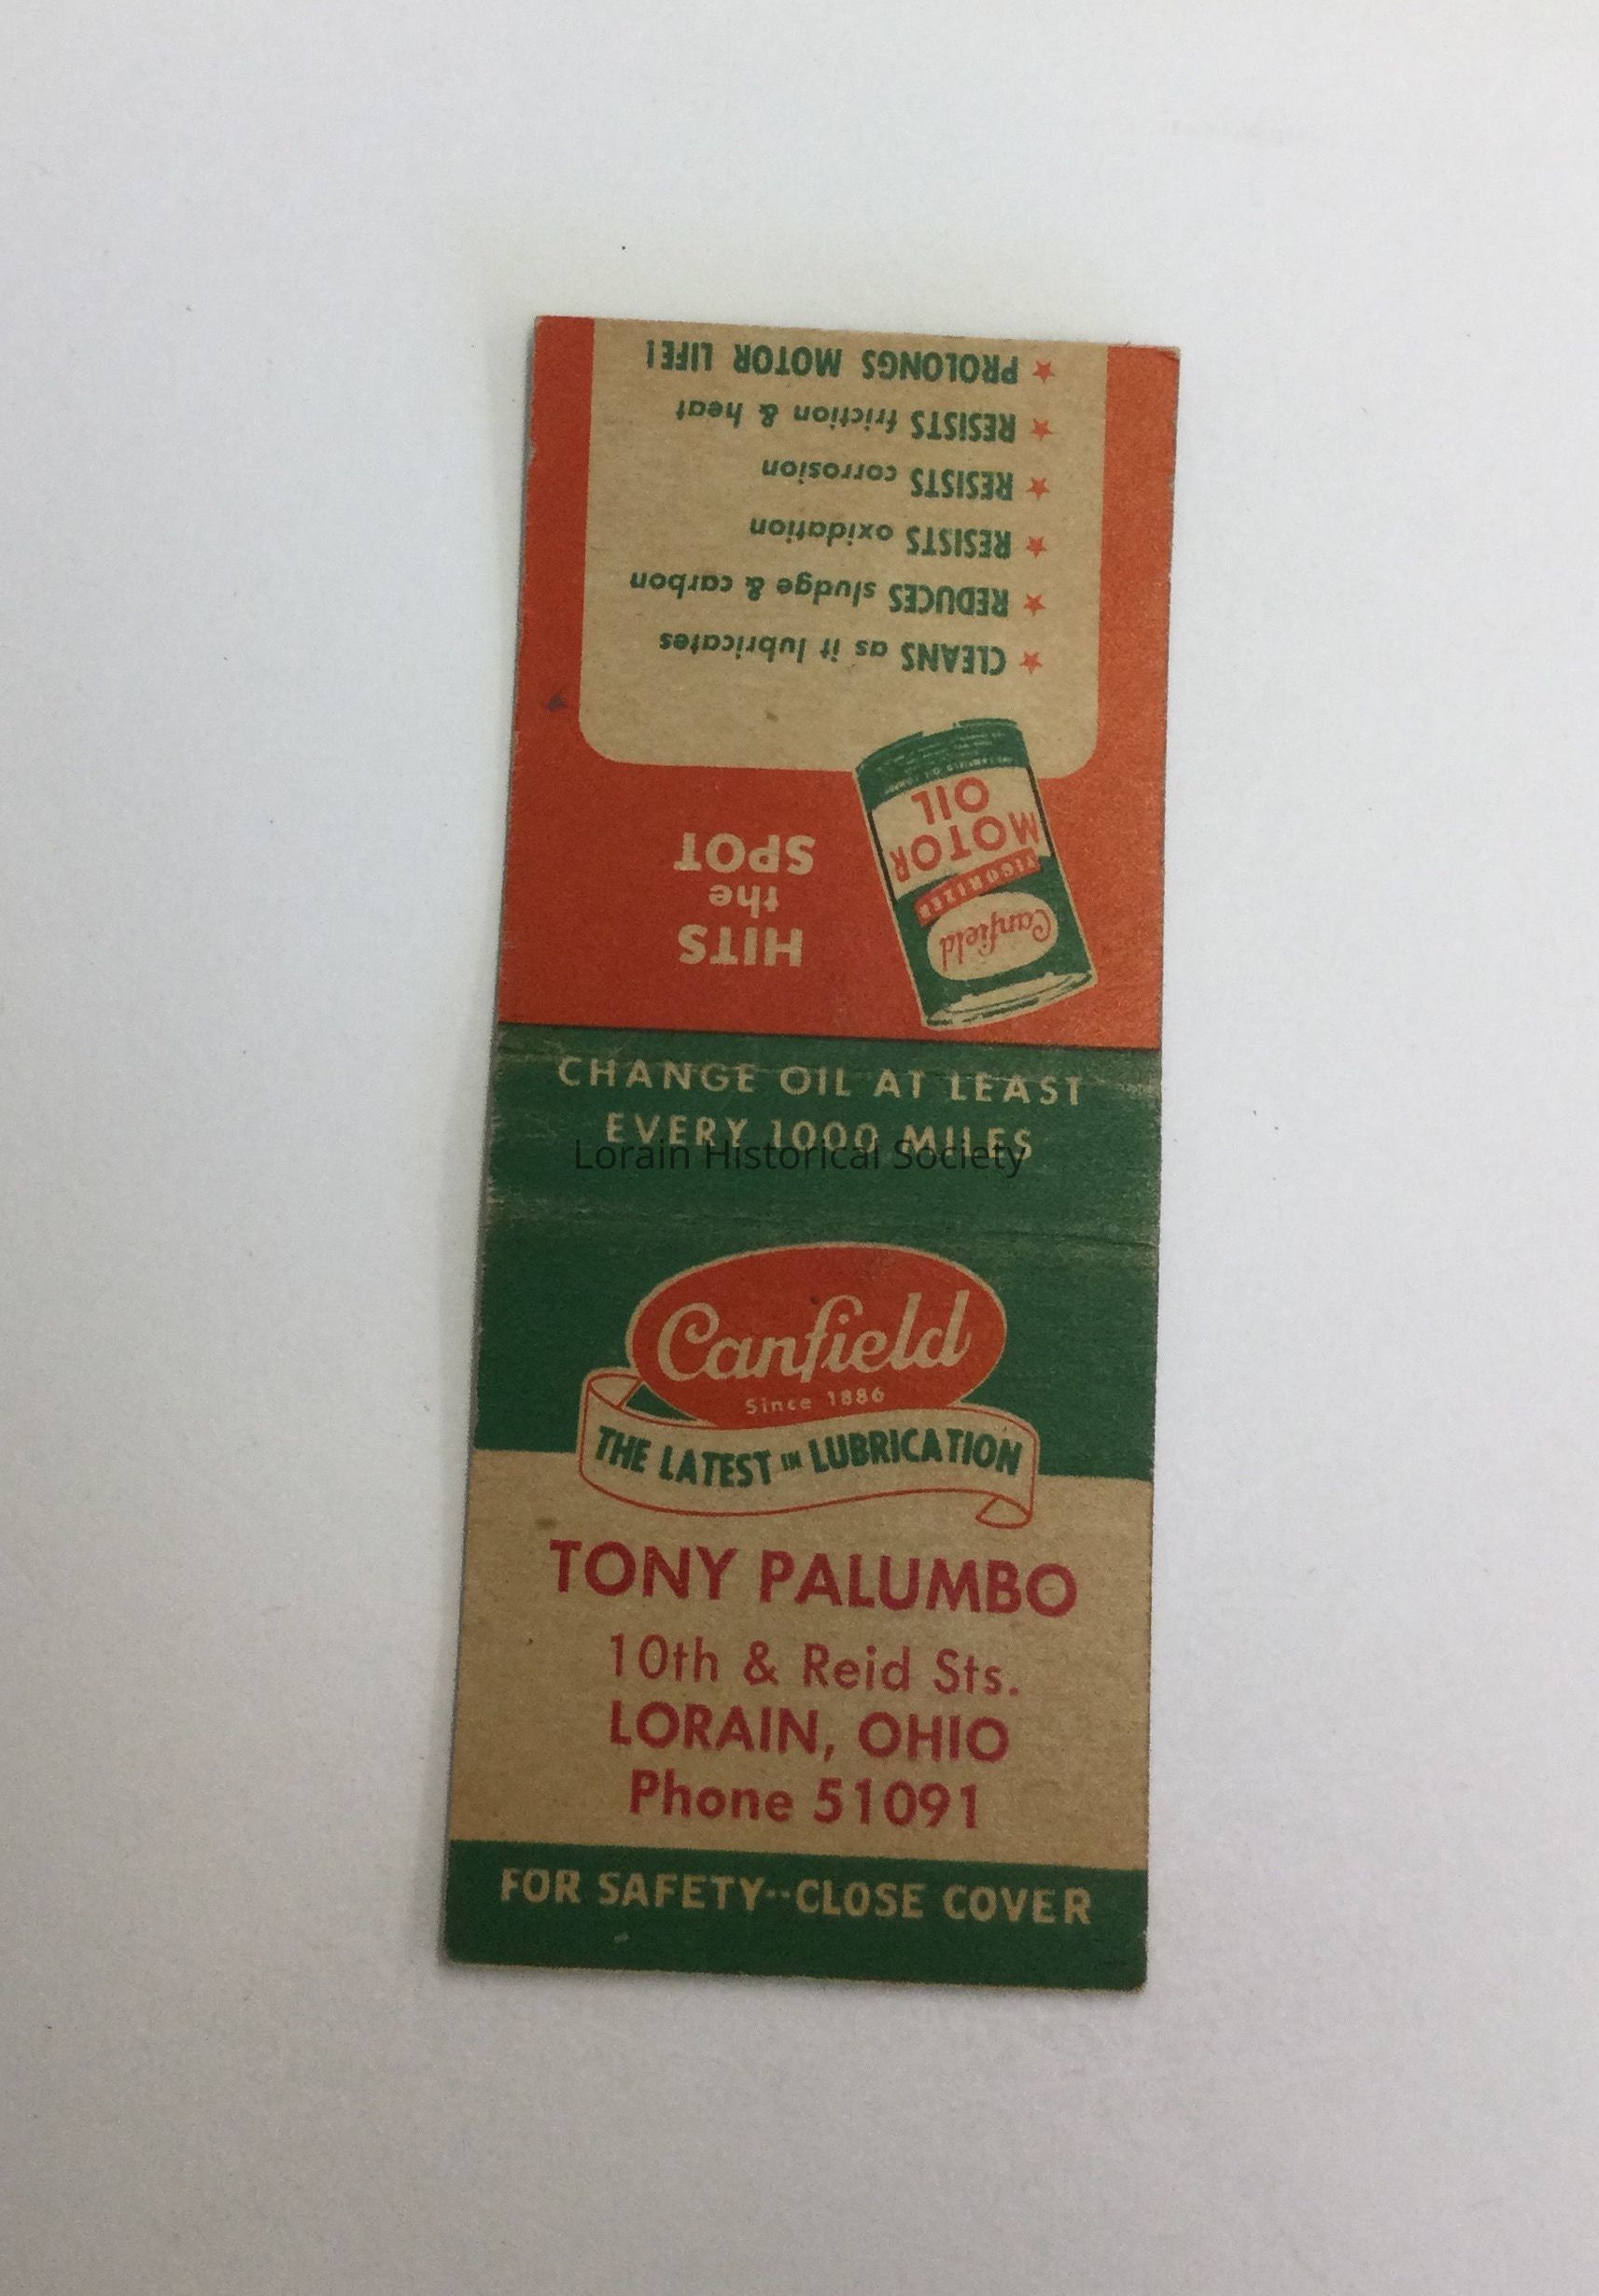 ★ PROLONGS MOTOR LIFE!
★ RESISTS friction & heat
★ RESISTS corrosion
★ RESISTS oxidation
★ REDUCES sludge & carbon
★ CLEANS as it lubricates
OIL
MOTOR
VIGORIZED
Canfield
SPOT
the
HITS
CHANGE OIL AT LEAST
EVERY 1000 MILES
Lorain Historical Society
Canfield
Since 1886
THE LATEST IN LUBRICATION
TONY PALUMBO
10th & Reid Sts.
LORAIN, OHIO
Phone 51091
FOR SAFETY--CLOSE COVER